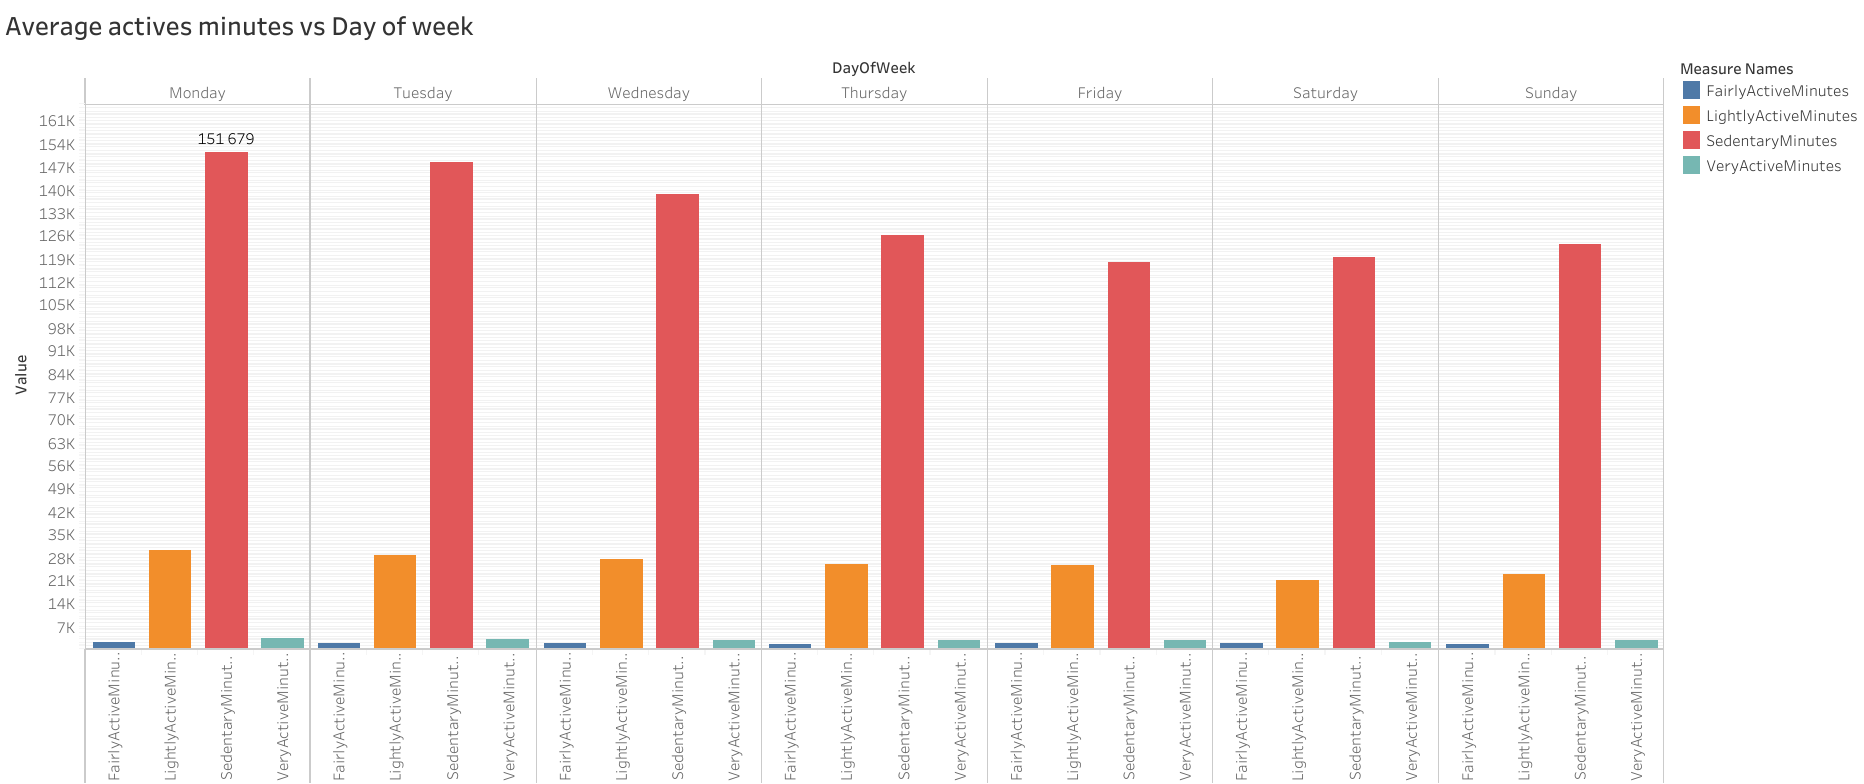 Average actives minutes vs Day of week
DayOfWeek
Monday Tuesday Wednesday Thursday Friday Saturday Sunday
161K
154K
147K
140K
133K
126K
119K
112K
105K
98K
91K
84K
77K
70K
63K
56K
49K
42K
35K
28K
21K
14K
7K
Value
151 679
FairlyActiveMinu..
LightlyActiveMin..
SedentaryMinut..
VeryActiveMinut..
FairlyActiveMinu..
LightlyActiveMin..
SedentaryMinut..
VeryActiveMinut..
FairlyActiveMinu..
LightlyActiveMin..
SedentaryMinut..
VeryActiveMinut..
FairlyActiveMinu..
LightlyActiveMin..
SedentaryMinut..
VeryActiveMinut..
FairlyActiveMinu..
LightlyActiveMin..
SedentaryMinut..
VeryActiveMinut..
FairlyActiveMinu..
LightlyActiveMin..
SedentaryMinut..
VeryActiveMinut..
FairlyActiveMinu..
LightlyActiveMin..
SedentaryMinut..
VeryActiveMinut..
Measure Names
FairlyActiveMinutes
LightlyActiveMinutes
SedentaryMinutes
VeryActiveMinutes